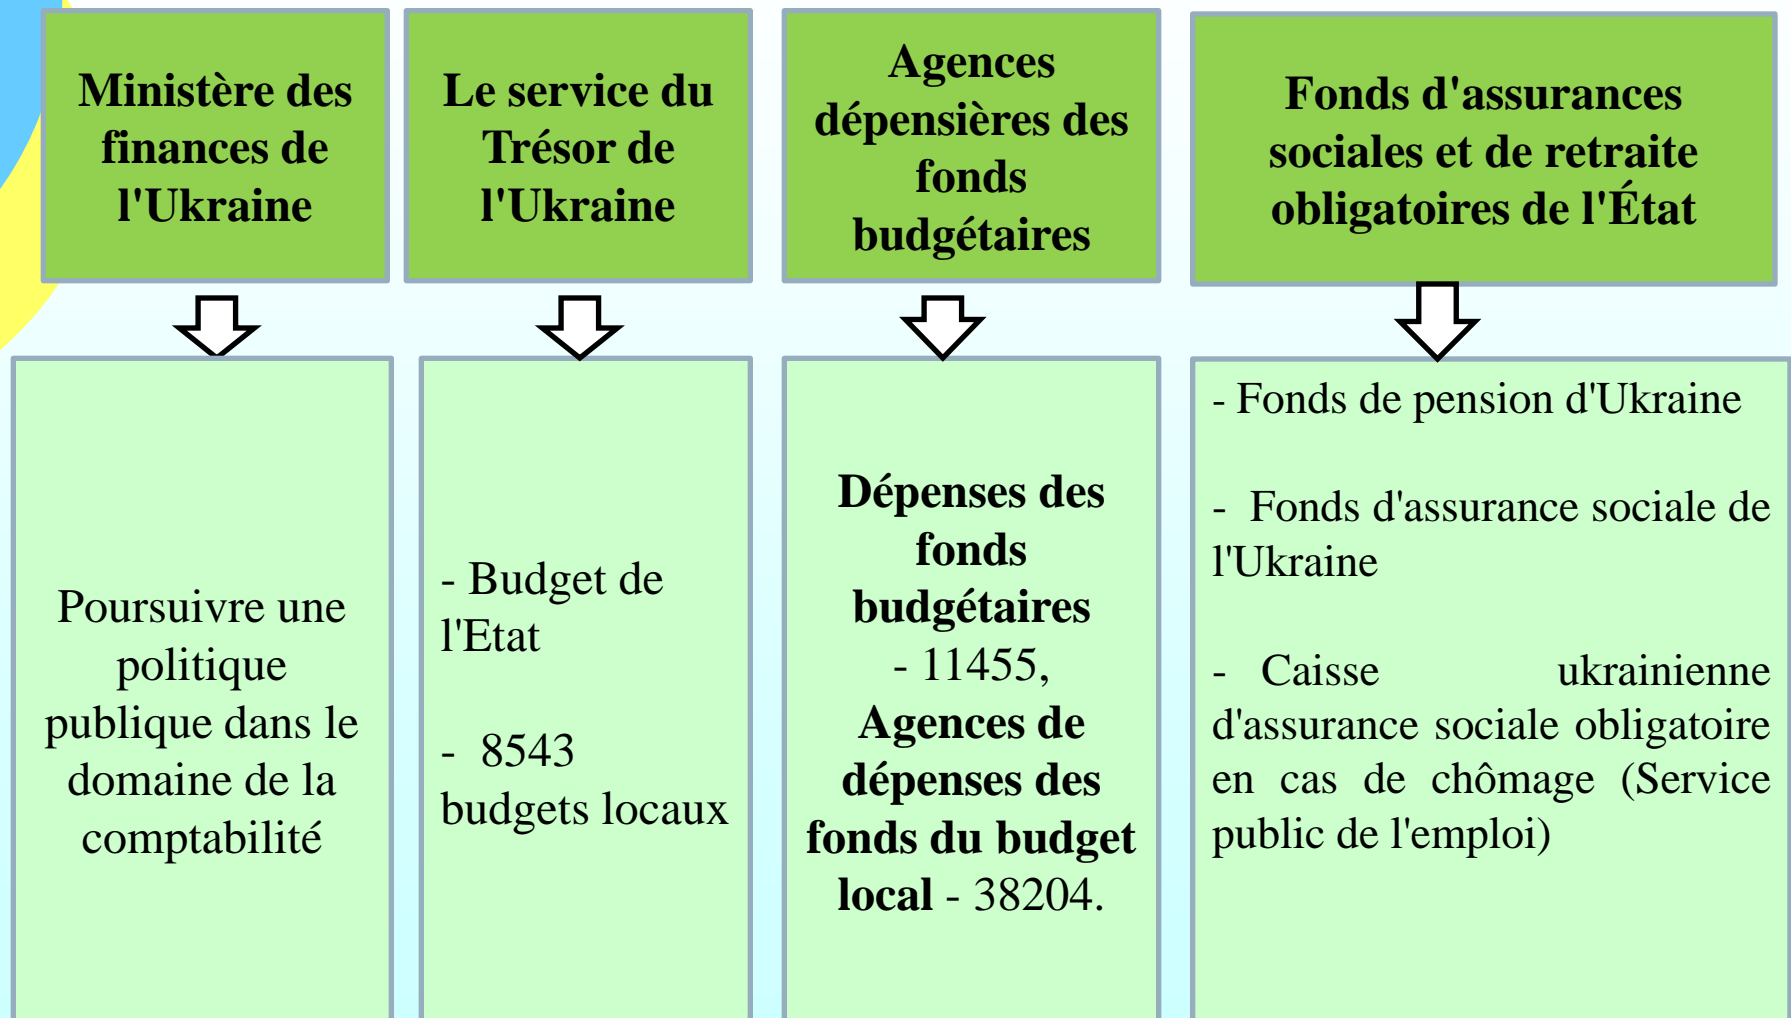 Ministère des
finances de
l'Ukraine
Le service du
Trésor de
l'Ukraine
Agences
dépensières des
fonds
budgétaires
Fonds d'assurances
sociales et de retraite
obligatoires de l'État
Poursuivre une
politique
publique dans le
domaine de la
comptabilité
- Budget de
l'Etat
- 8543
budgets locaux
Dépenses des
fonds
budgétaires
- 11455,
Agences de
dépenses des
fonds du budget
local - 38204.
- Fonds de pension d'Ukraine
- Fonds d'assurance sociale de
l'Ukraine
- Caisse ukrainienne
d'assurance sociale obligatoire
en cas de chômage (Service
public de l'emploi)